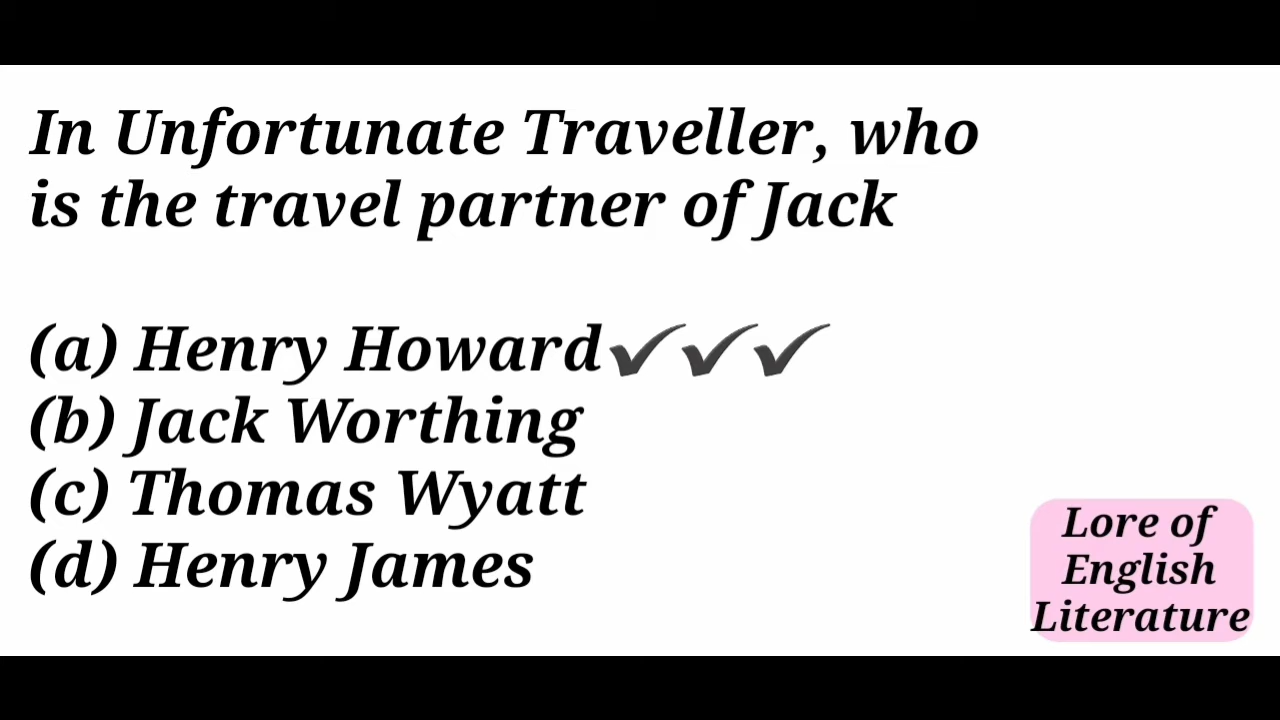 In Unfortunate Traveller, who
is the travel partner of Jack
(a) Henry Howard✔✔✔
(b) Jack Worthing
(c) Thomas Wyatt
(d) Henry James
Lore of
English
Literature